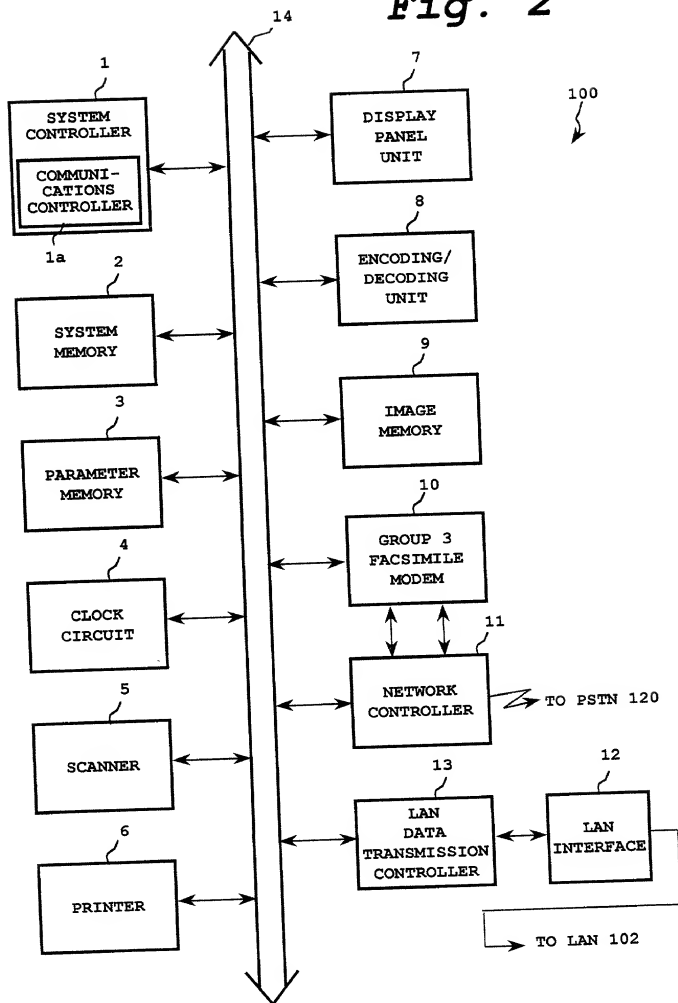 Fig. 2
14
100
1
SYSTEM
CONTROLLER
COMMUNI-
CATIONS
CONTROLLER
1a
2
SYSTEM
MEMORY
3
PARAMETER
MEMORY
4
CLOCK
CIRCUIT
5
SCANNER
6
PRINTER
7
DISPLAY
PANEL
UNIT
8
ENCODING/
DECODING
UNIT
9
IMAGE
MEMORY
10
GROUP 3
FACSIMILE
MODEM
11
NETWORK
CONTROLLER
TO PSTN 120
13
LAN
DATA
TRANSMISSION
CONTROLLER
12
LAN
INTERFACE
TO LAN 102